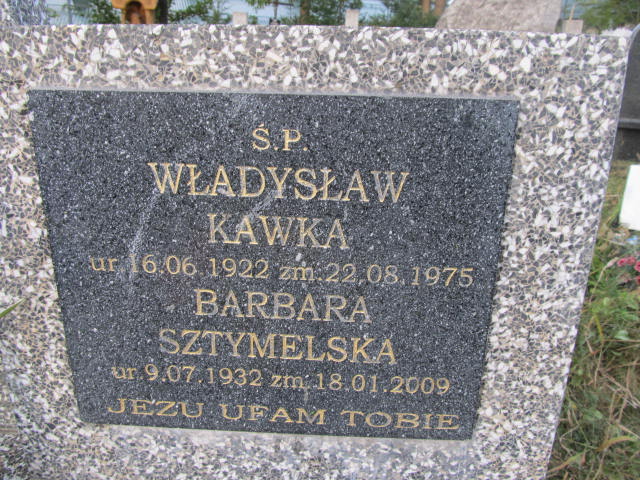 Ś.P.
WŁADYSŁAW
KAWKA
ur.16.06.1922 zm.22.08.1975
BARBARA
SZTYMELSKA
ur.9.07.1932 zm.18.01.2009
JEZU UFAM TOBIE